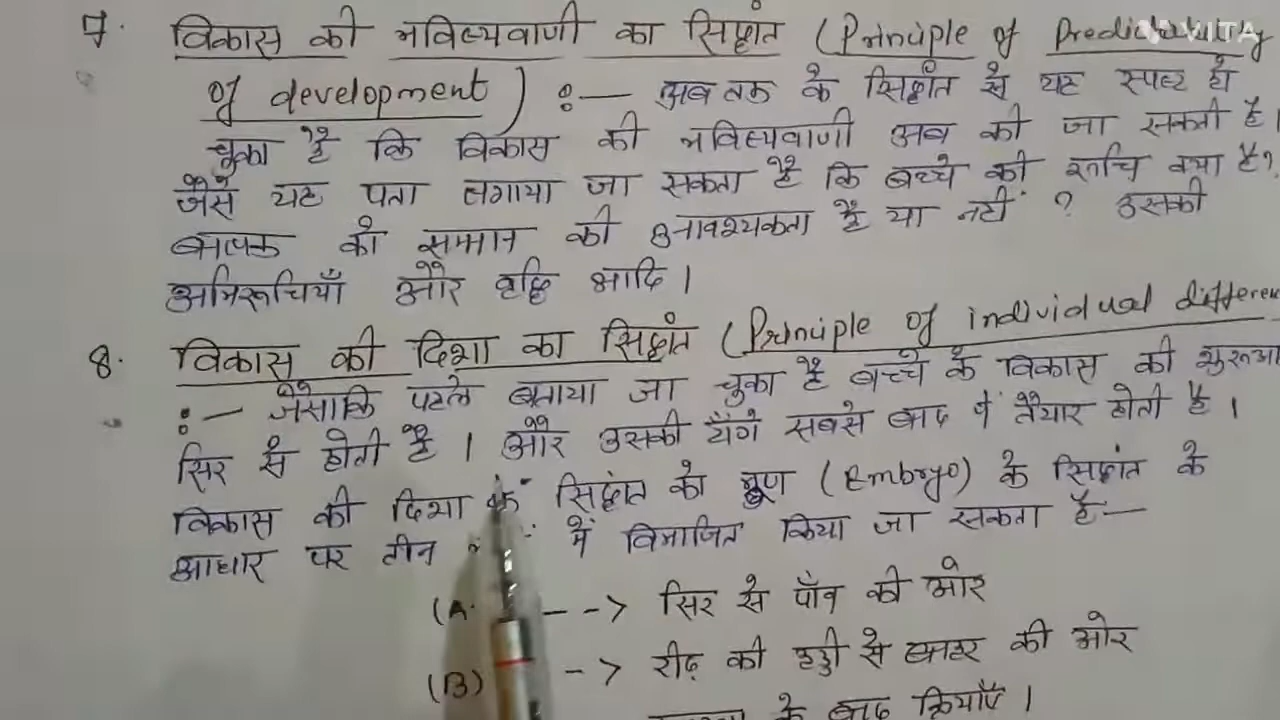 7. विकास की भविष्यवाणी का सिद्धांत (Principle of Predictability
VITA
of development) :— अब तक के सिद्धांत से यह स्पष्ट हो
चुका है कि विकास की भविष्यवाणी अब की जा सकती है।
जैसे यह पता लगाया जा सकता है कि बच्चे की रूचि क्या है?
बालक को सम्मान की आवश्यकता है या नहीं ? उसकी
अभिरूचियाँ और वृद्धि आदि।
8. विकास की दिशा का सिद्धांत (Principle of individual differen
:— जैसाकि पहले बताया जा चुका है बच्चे के विकास की शुरूआ
सिर से होती है। और उसकी टाँगे सबसे बाद में तैयार होती है।
विकास की दिशा के सिद्धांत को भ्रूण (Embryo) के सिद्धांत के
आधार पर तीन में विभाजित किया जा सकता है:—
(A. --> सिर से पाँव की ओर
(B) -> रीढ़ की हड्डी से बाहर की ओर
के बाद क्रियाएँ।